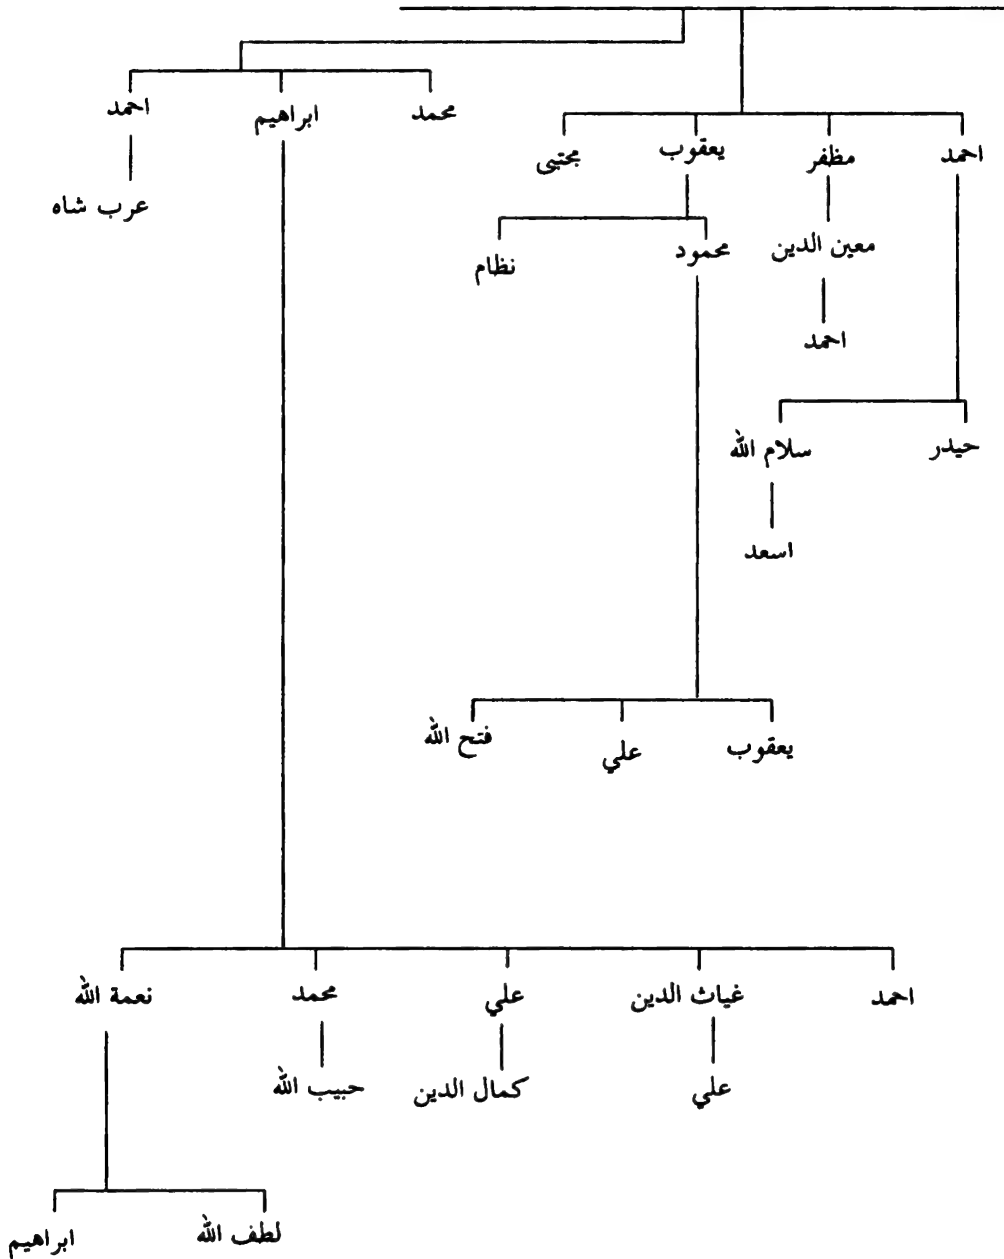 احمد ابراهيم محمد
احمد مظفر يعقوب مجتبى
عرب شاه
معين الدين محمود نظام
احمد
حيدر سلام الله
اسعد
يعقوب علي فتح الله
احمد غياث الدين علي محمد نعمة الله
علي كمال الدين حبيب الله
لطف الله ابراهيم